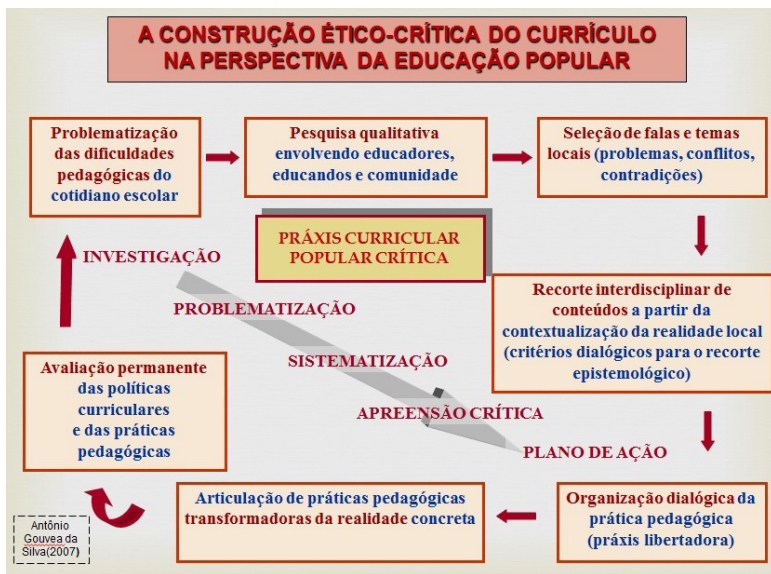 A CONSTRUÇÃO ÉTICO-CRÍTICA DO CURRÍCULO
NA PERSPECTIVA DA EDUCAÇÃO POPULAR
Problematização
das dificuldades
pedagógicas do
cotidiano escolar
Pesquisa qualitativa
envolvendo educadores,
educandos e comunidade
Seleção de falas e temas
locais (problemas, conflitos,
contradições)
PRÁXIS CURRICULAR
POPULAR CRÍTICA
INVESTIGAÇÃO
PROBLEMATIZAÇÃO
SISTEMATIZAÇÃO
APREENSÃO CRÍTICA
PLANO DE AÇÃO
Recorte interdisciplinar de
conteúdos a partir da
contextualização da realidade local
(critérios dialógicos para o recorte
epistemológico)
Organização dialógica da
prática pedagógica
(práxis libertadora)
Articulação de práticas pedagógicas
transformadoras da realidade concreta
Avaliação permanente
das políticas
curriculares
e das práticas
pedagógicas
Antônio
Gouvea da
Silva(2007)